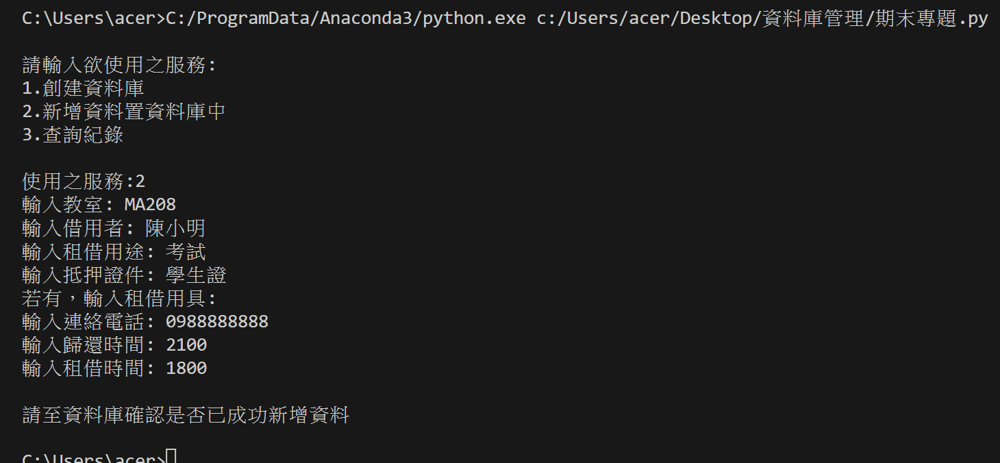 C:\Users\acer>C:/ProgramData/Anaconda3/python.exe c:/Users/acer/Desktop/資料庫管理/期末專題.py
請輸入欲使用之服務:
1.創建資料庫
2.新增資料置資料庫中
3.查詢紀錄
使用之服務:2
輸入教室: MA208
輸入借用者: 陳小明
輸入租借用途: 考試
輸入抵押證件: 學生證
若有，輸入租借用具:
輸入連絡電話: 0988888888
輸入歸還時間: 2100
輸入租借時間: 1800
請至資料庫確認是否已成功新增資料
C:\Users\acer>